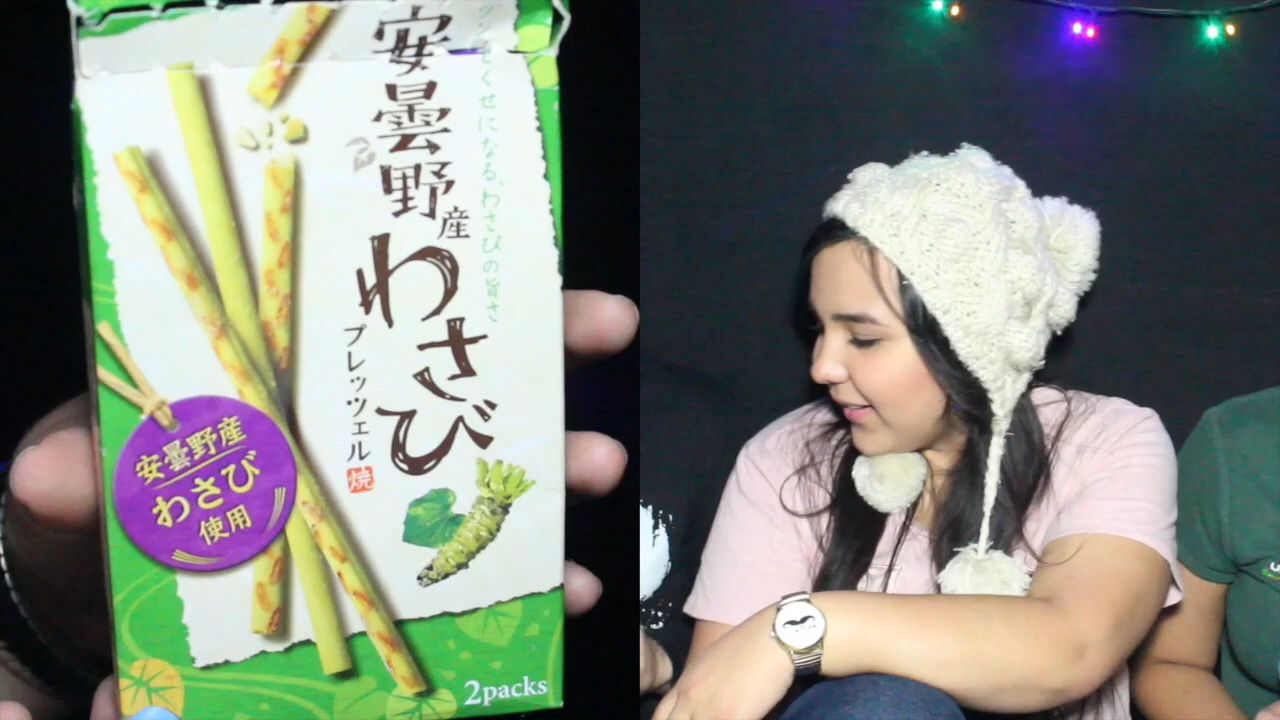 くせになる、わさびの旨さ
安曇野産
わさび
プレッツェル
焼
安曇野産
わさび
使用
2packs